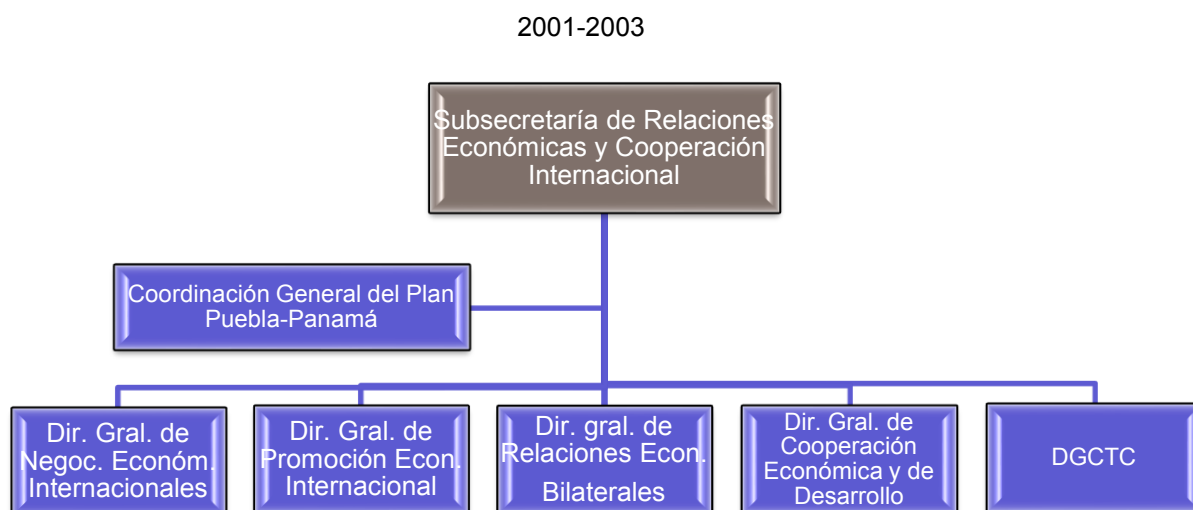 2001-2003
Subsecretaría de Relaciones
Económicas y Cooperación
Internacional
Coordinación General del Plan
Puebla-Panamá
Dir. Gral. de
Negoc. Económ.
Internacionales
Dir. Gral. de
Promoción Econ.
Internacional
Dir. gral. de
Relaciones Econ.
Bilaterales
Dir. Gral. de
Cooperación
Económica y de
Desarrollo
DGCTC